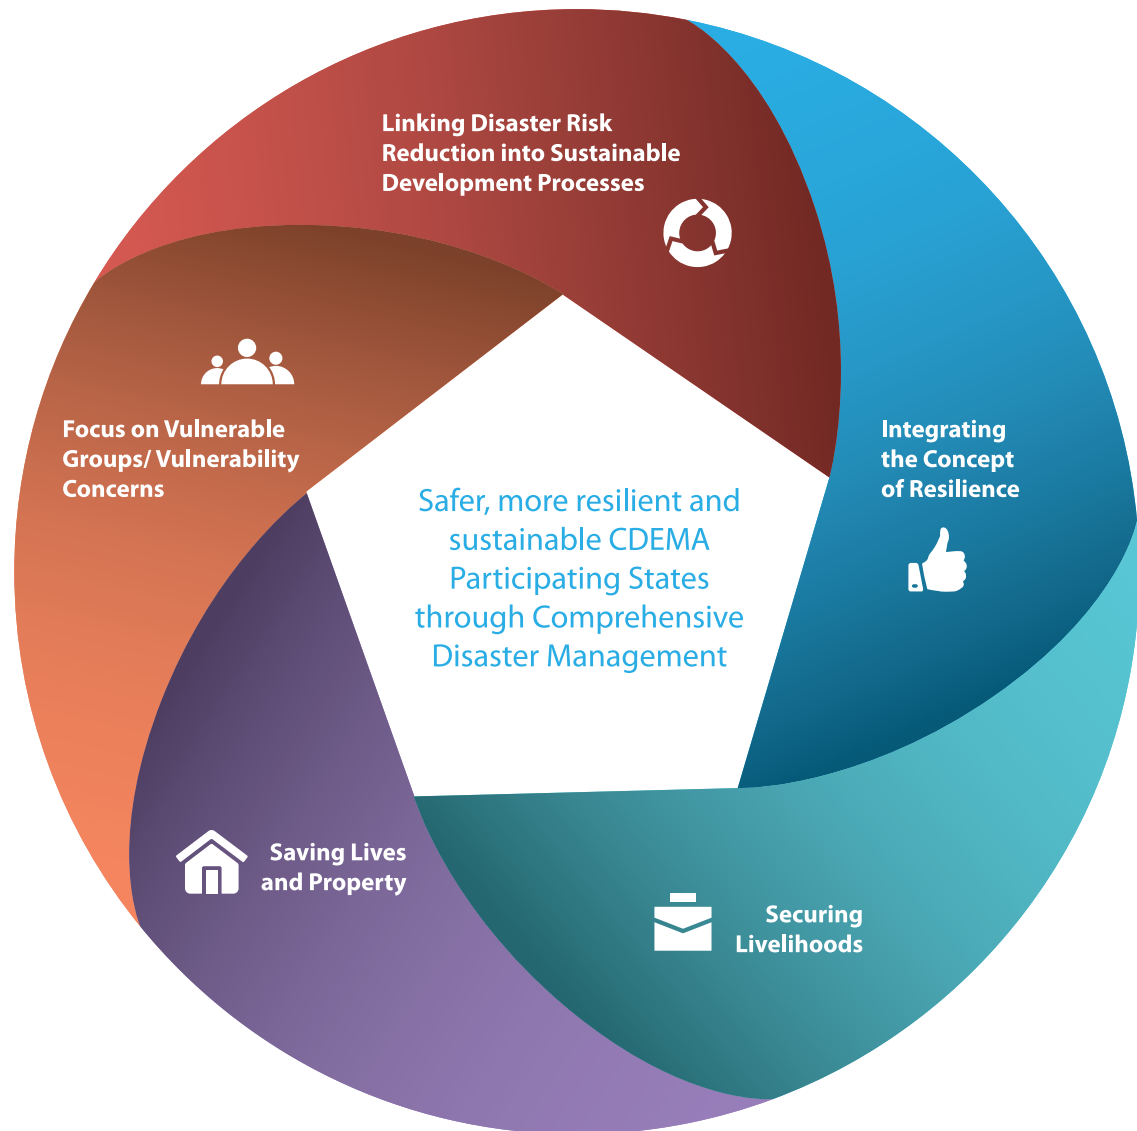 Linking Disaster Risk
Reduction into Sustainable
Development Processes
Integrating
the Concept
of Resilience
Securing
Livelihoods
Saving Lives
and Property
Focus on Vulnerable
Groups/ Vulnerability
Concerns
Safer, more resilient and
sustainable CDEMA
Participating States
through Comprehensive
Disaster Management